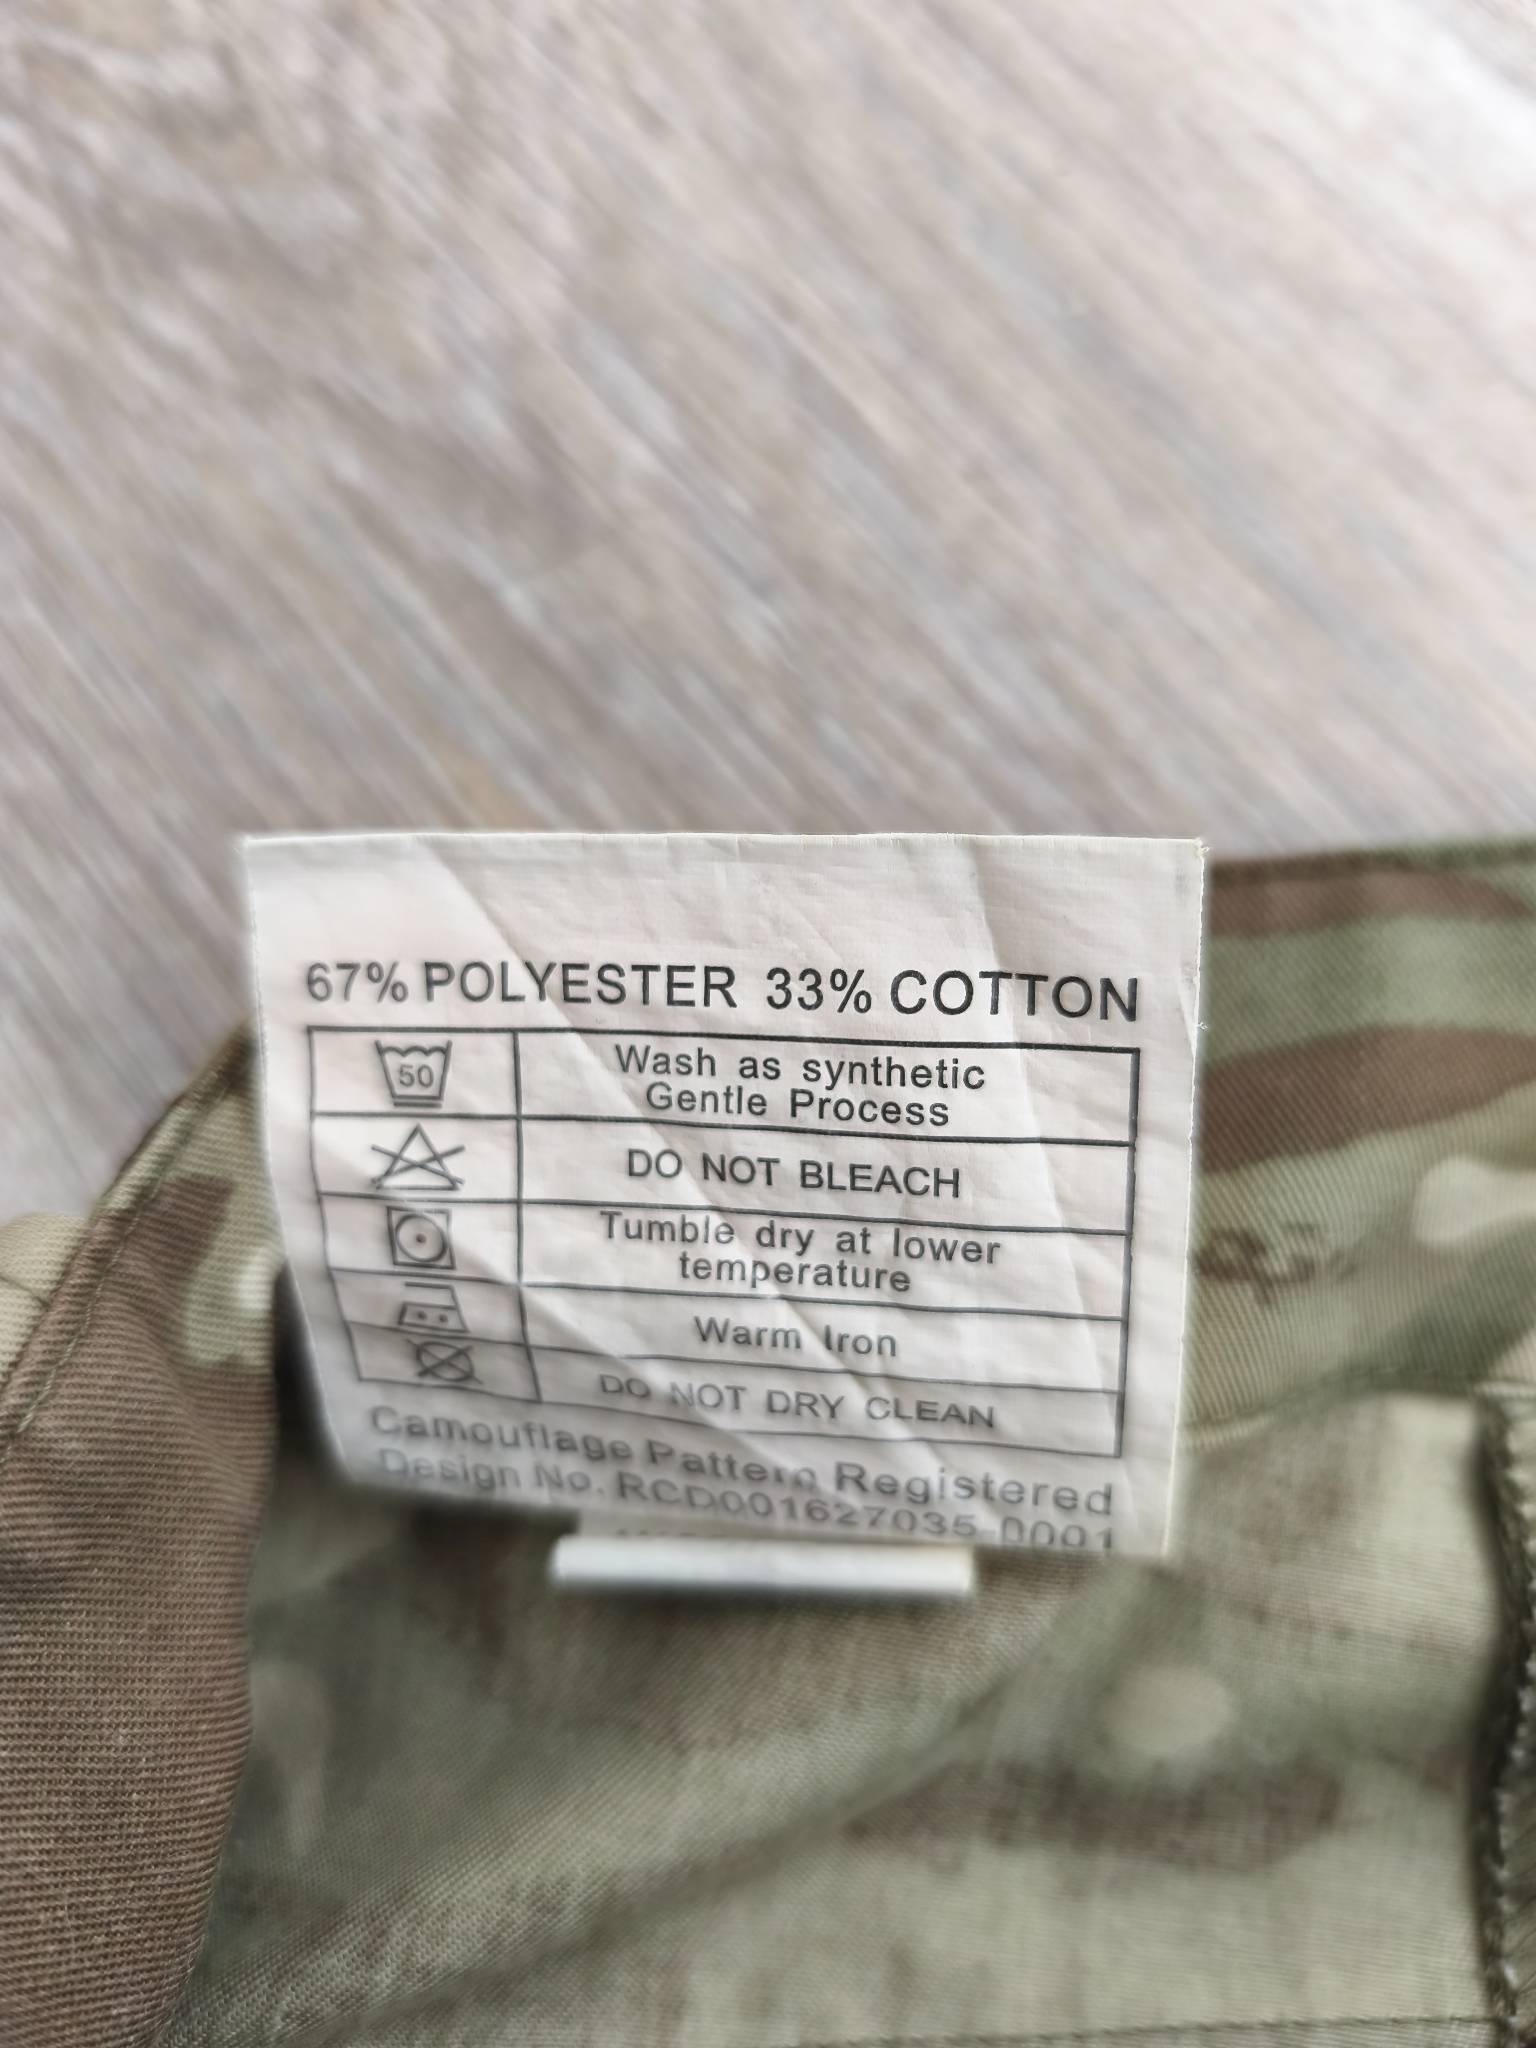 67% POLYESTER 33% COTTON
50
Wash as synthetic
Gentle Process
DO NOT BLEACH
Tumble dry at lower
temperature
Warm Iron
DO NOT DRY CLEAN
Camouflage Pattern Registered
Design No. RCD001627035-0001